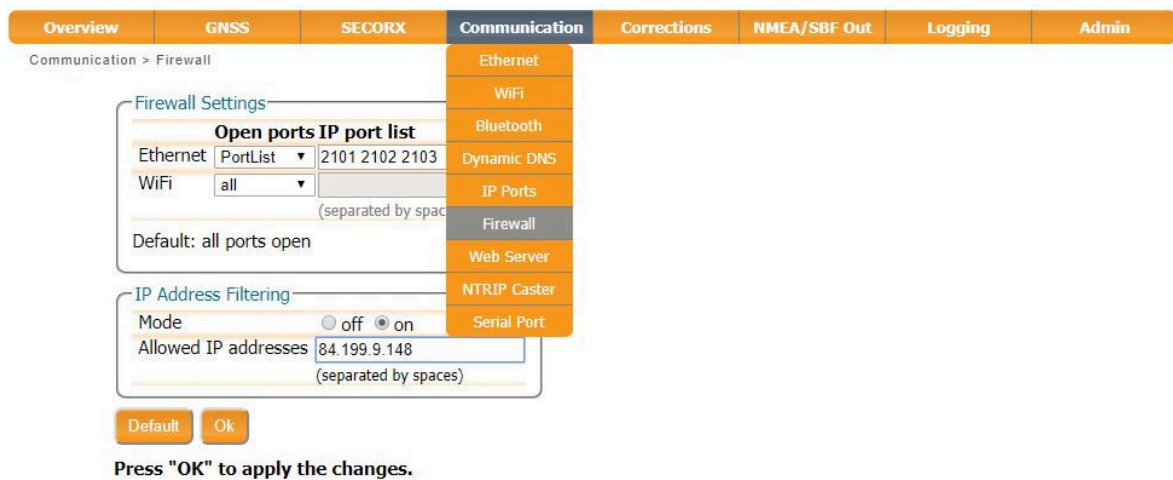 Overview GNSS SECORX Communication Corrections NMEA/SBF Out Logging Admin
Communication > Firewall
Ethernet
WiFi
Bluetooth
Dynamic DNS
IP Ports
Firewall
Web Server
NTRIP Caster
Serial Port
Firewall Settings
Open ports IP port list
Ethernet PortList 2101 2102 2103
WiFi all
(separated by spac
Default: all ports open
IP Address Filtering
Mode off on
Allowed IP addresses 84.199.9.148
(separated by spaces)
Default Ok
Press "OK" to apply the changes.